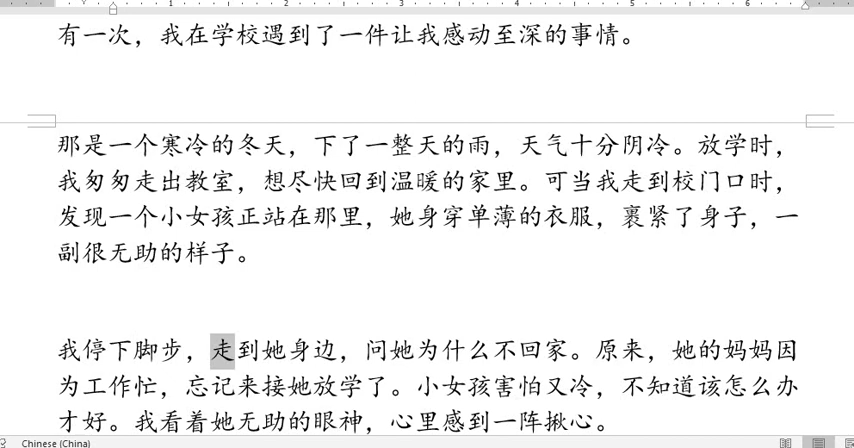 1 2 3 4 5 6
有一次，我在学校遇到了一件让我感动至深的事情。
那是一个寒冷的冬天，下了一整天的雨，天气十分阴冷。放学时，
我匆匆走出教室，想尽快回到温暖的家里。可当我走到校门口时，
发现一个小女孩正站在那里，她身穿单薄的衣服，裹紧了身子，一
副很无助的样子。
我停下脚步，走到她身边，问她为什么不回家。原来，她的妈妈因
为工作忙，忘记来接她放学了。小女孩害怕又冷，不知道该怎么办
才好。我看着她无助的眼神，心里感到一阵揪心。
Chinese (China)